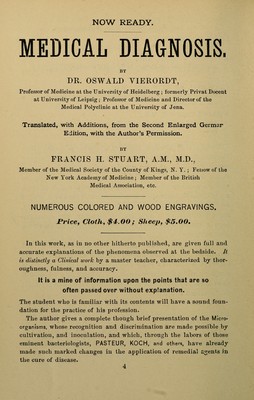 NOW READY.
MEDICAL DIAGNOSIS.
BY
DR. OSWALD VIERORDT,
Professor of Medicine at the University of Heidelberg; formerly Privat Docent
at University of Leipzig; Professor of Medicine and Director of the
Medical Polyclinic at the University of Jena.
Translated, with Additions, from the Second Enlarged German
Edition, with the Author's Permission.
BY
FRANCIS H. STUART, A.M., M.D.,
Member of the Medical Society of the County of Kings, N. Y.; Fellow of the
New York Academy of Medicine; Member of the British
Medical Association, etc.
NUMEROUS COLORED AND WOOD ENGRAVINGS.
Price, Cloth, $4.00; Sheep, $5.00.
In this work, as in no other hitherto published, are given full and
accurate explanations of the phenomena observed at the bedside. It
is distinctly a Clinical work by a master teacher, characterized by thor-
oughness, fulness, and accuracy.
It is a mine of information upon the points that are so
often passed over without explanation.
The student who is familiar with its contents will have a sound foun-
dation for the practice of his profession.
The author gives a complete though brief presentation of the Micro-
organisms, whose recognition and discrimination are made possible by
cultivation, and inoculation, and which, through the labors of those
eminent bacteriologists, PASTEUR, KOCH, and others, have already
made such marked changes in the application of remedial agents in
the cure of disease.
4